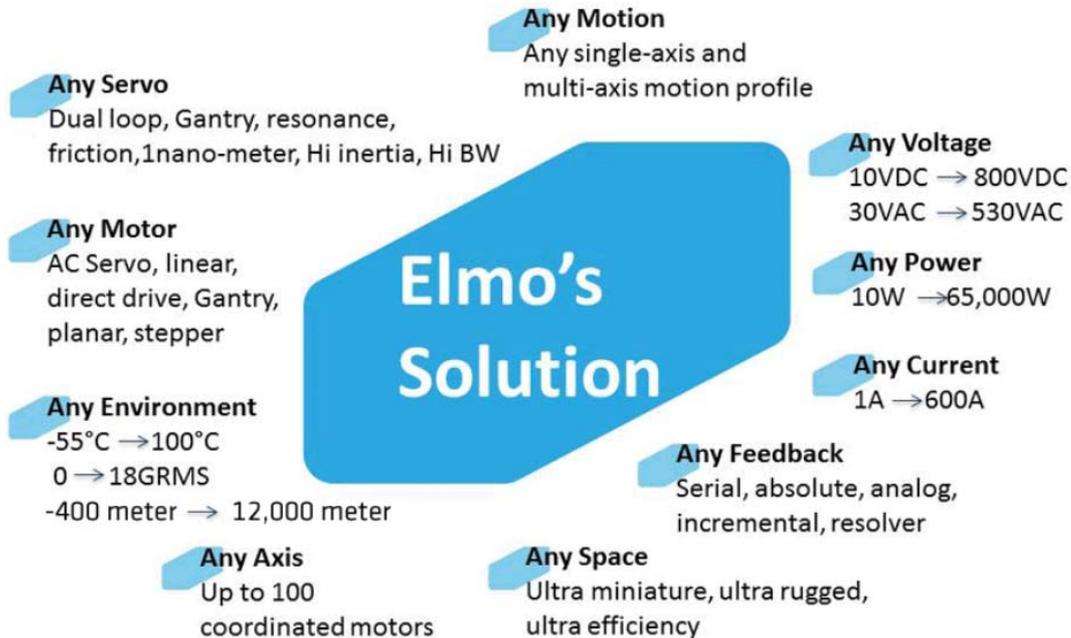 Any Motion
Any single-axis and
multi-axis motion profile
Any Servo
Dual loop, Gantry, resonance,
friction,1nano-meter, Hi inertia, Hi BW
Any Voltage
10VDC → 800VDC
30VAC → 530VAC
Any Motor
AC Servo, linear,
direct drive, Gantry,
planar, stepper
Elmo's
Solution
Any Power
10W →65,000W
Any Current
1A →600A
Any Environment
-55°C →100°C
0 → 18GRMS
-400 meter → 12,000 meter
Any Feedback
Serial, absolute, analog,
incremental, resolver
Any Axis
Up to 100
coordinated motors
Any Space
Ultra miniature, ultra rugged,
ultra efficiency